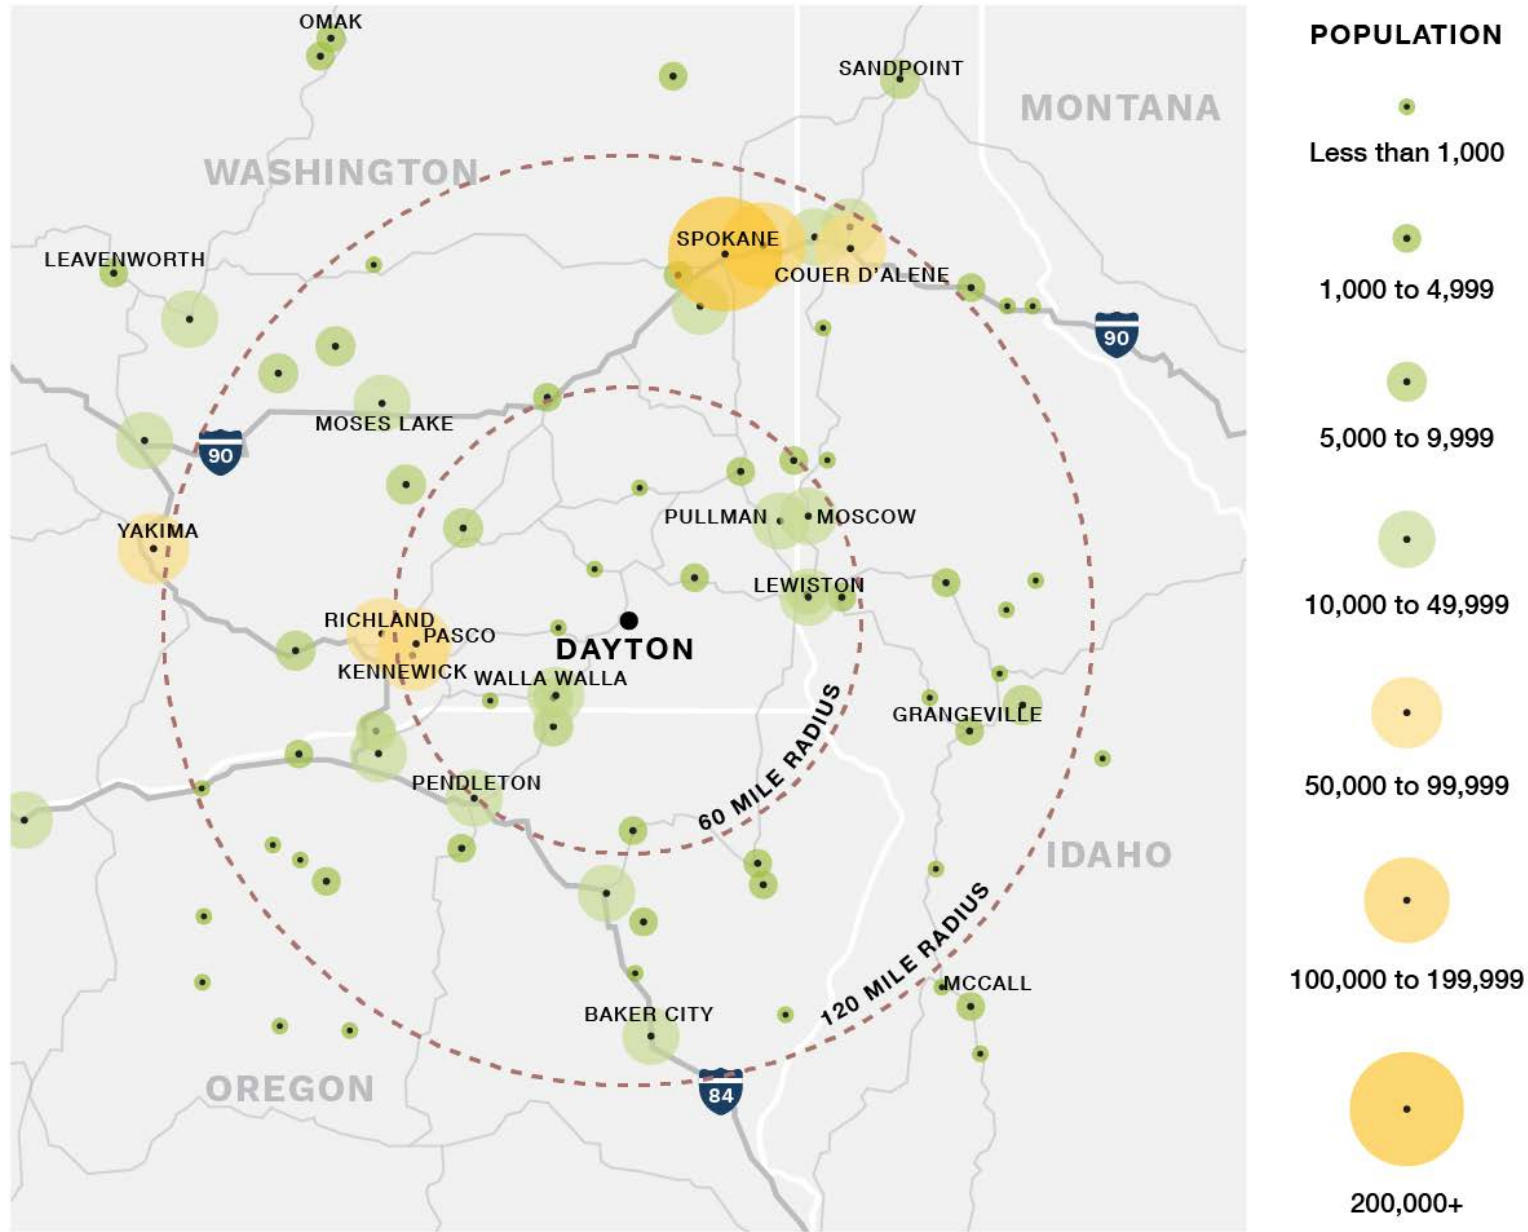 OMAK
SANDPOINT
MONTANA
WASHINGTON
SPOKANE
LEAVENWORTH
COUER D'ALENE
90
MOSES LAKE
90
PULLMAN
MOSCOW
YAKIMA
LEWISTON
RICHLAND
PASCO
DAYTON
KENNEWICK
WALLA WALLA
GRANGEVILLE
60 MILE RADIUS
PENDLETON
IDAHO
120 MILE RADIUS
MCCALL
BAKER CITY
OREGON
84
POPULATION
Less than 1,000
1,000 to 4,999
5,000 to 9,999
10,000 to 49,999
50,000 to 99,999
100,000 to 199,999
200,000+